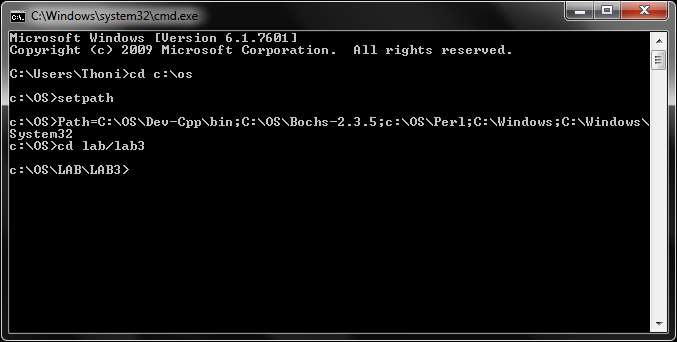 C:\Windows\system32\cmd.exe
Microsoft Windows [Version 6.1.7601]
Copyright (c) 2009 Microsoft Corporation.  All rights reserved.
C:\Users\Thoni>cd c:\os
c:\OS>setpath
c:\OS>Path=C:\OS\Dev-Cpp\bin;C:\OS\Bochs-2.3.5;c:\OS\Perl;C:\Windows;C:\Windows\
System32
c:\OS>cd lab/lab3
c:\OS\LAB\LAB3>